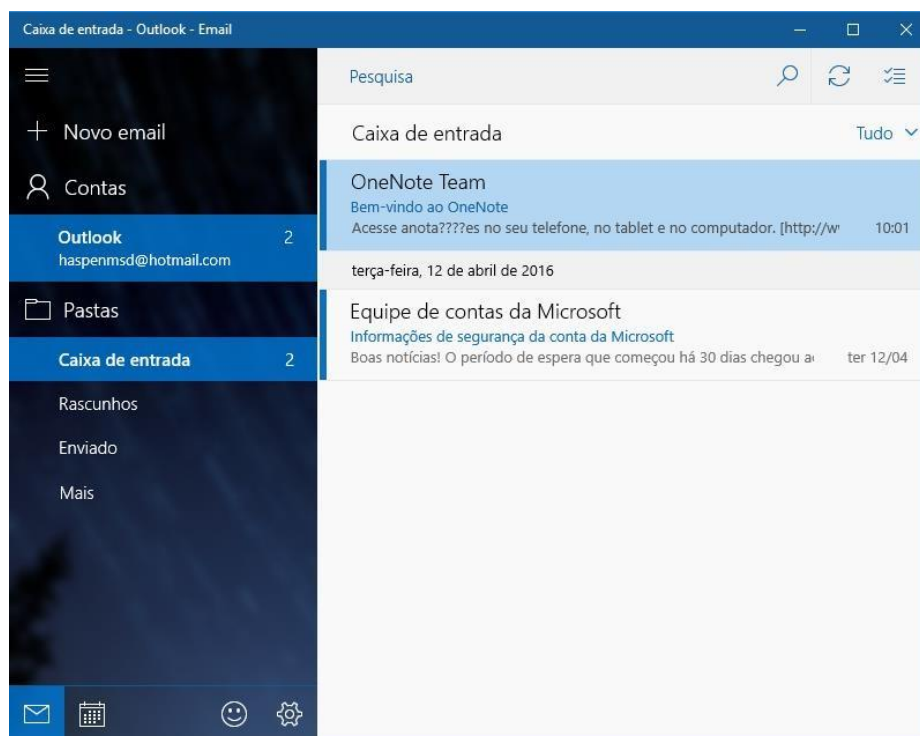 Caixa de entrada - Outlook - Email
Novo email
Contas
Outlook 2
haspenmsd@hotmail.com
Pastas
Caixa de entrada 2
Rascunhos
Enviado
Mais
Pesquisa
Caixa de entrada Tudo
OneNote Team
Bem-vindo ao OneNote
Acesse anota????es no seu telefone, no tablet e no computador. [http://w 10:01
terça-feira, 12 de abril de 2016
Equipe de contas da Microsoft
Informações de segurança da conta da Microsoft
Boas notícias! O período de espera que começou há 30 dias chegou a ter 12/04